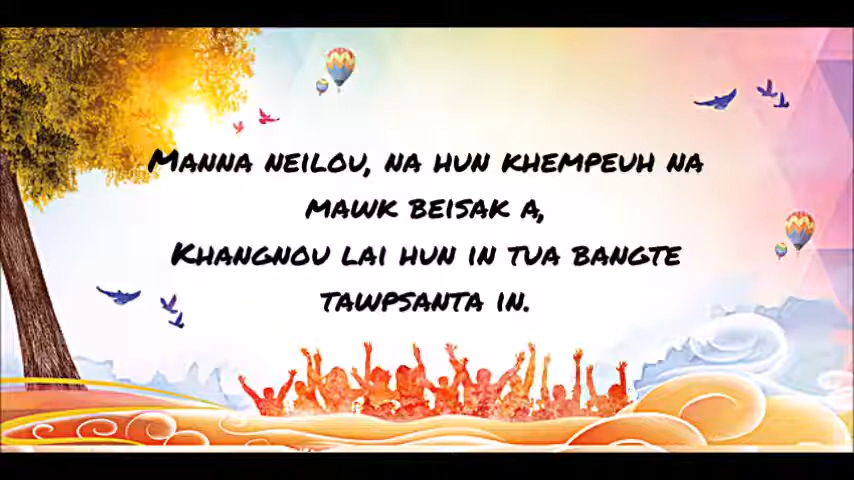 Manna neilou, na hun khempeuh na
mawk beisak a,
Khangnou lai hun in tua bangte
tawpsanta in.